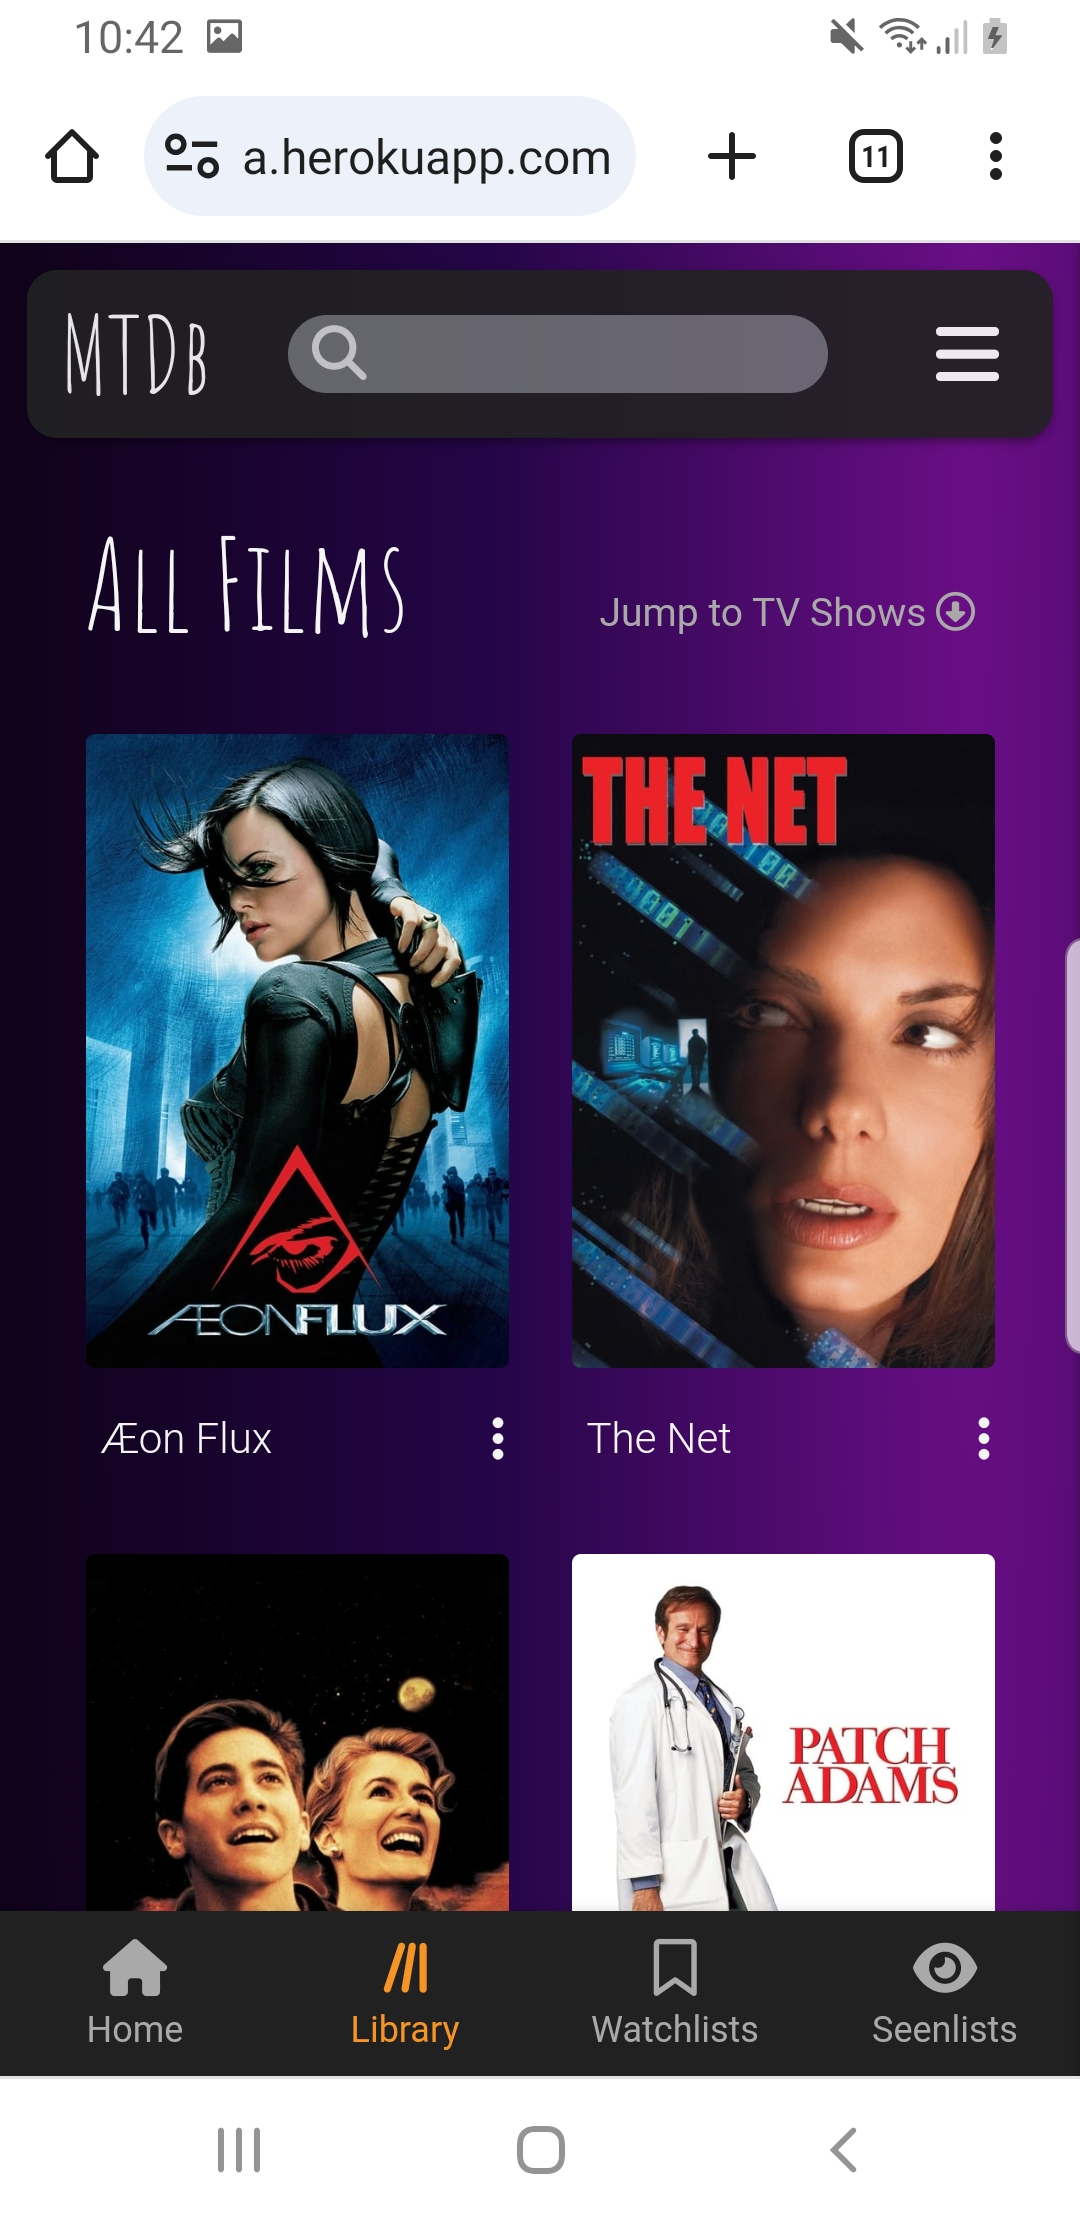 10:42
a.herokuapp.com
11
MTDb
All Films
Jump to TV Shows
ÆONFLUX
THE NET
Æon Flux
The Net
PATCH
ADAMS
Home
Library
Watchlists
Seenlists